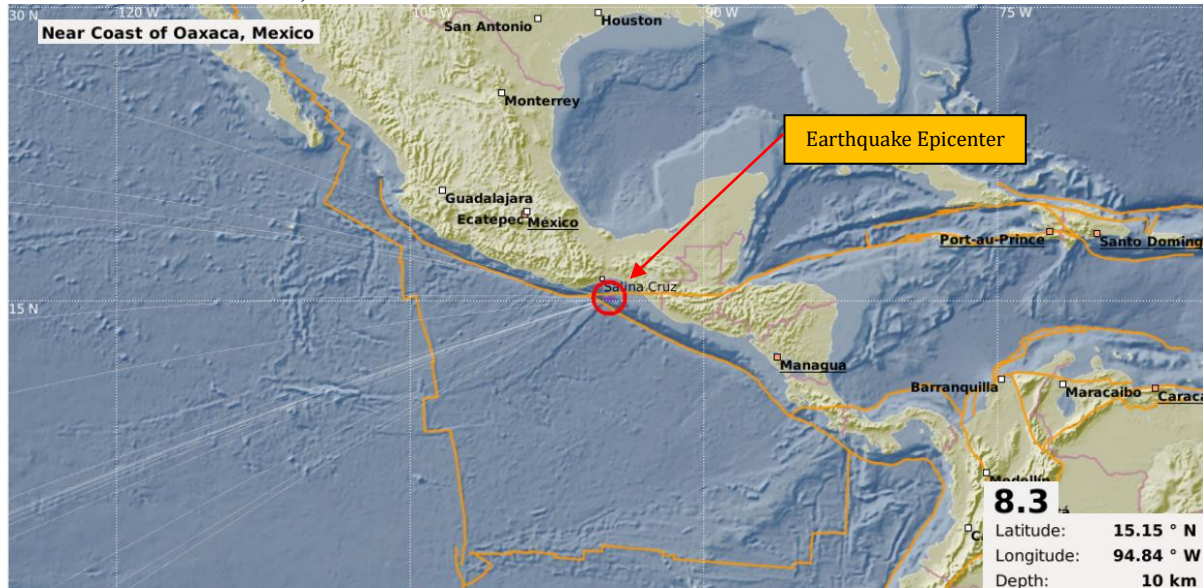 30 N
120 W
105 W
90 W
75 W
Near Coast of Oaxaca, Mexico
San Antonio
Houston
Monterrey
Earthquake Epicenter
Guadalajara
Ecatepec
México
Port-au-Prince
Santo Doming
Salina Cruz
15 N
Managua
Barranquilla
Maracaibo
Caraca
8.3
Latitude: 15.15 ° N
Longitude: 94.84 ° W
Depth: 10 km